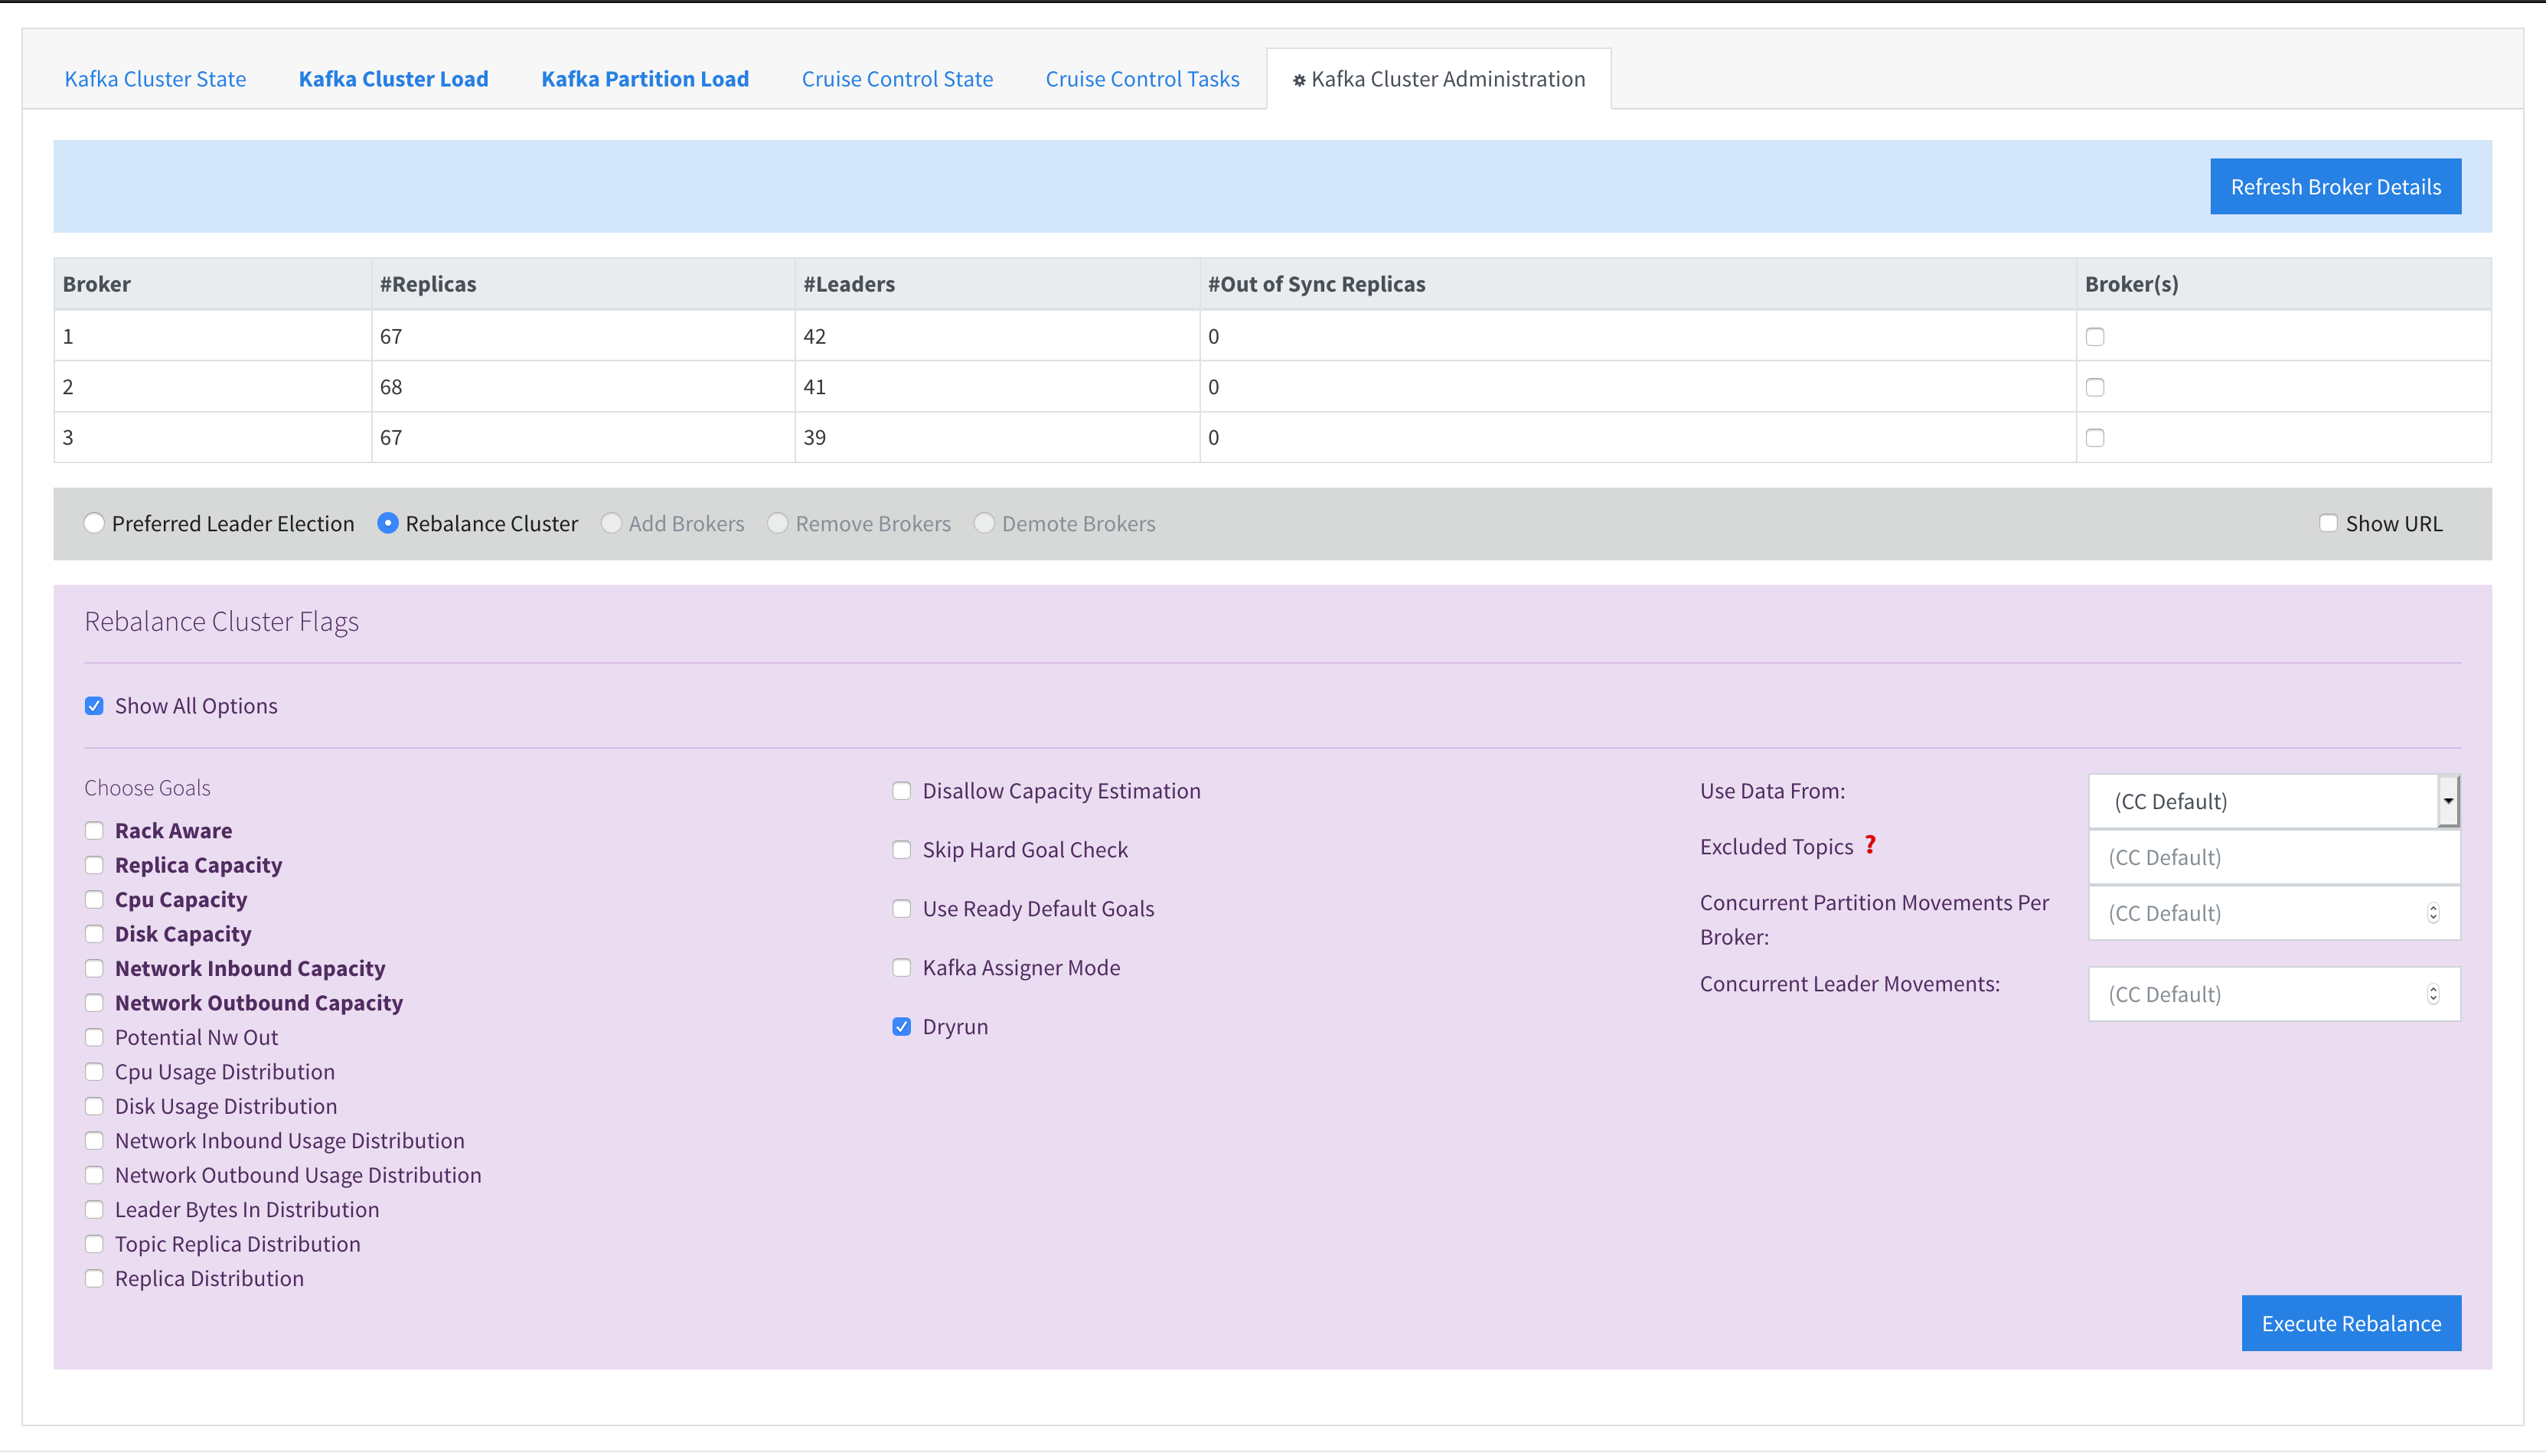 Kafka Cluster State Kafka Cluster Load Kafka Partition Load Cruise Control State Cruise Control Tasks Kafka Cluster Administration
Refresh Broker Details
Broker #Replicas #Leaders #Out of Sync Replicas Broker(s)
1 67 42 0
2 68 41 0
3 67 39 0
Preferred Leader Election Rebalance Cluster Add Brokers Remove Brokers Demote Brokers Show URL
Rebalance Cluster Flags
Show All Options
Choose Goals
Rack Aware
Replica Capacity
Cpu Capacity
Disk Capacity
Network Inbound Capacity
Network Outbound Capacity
Potential Nw Out
Cpu Usage Distribution
Disk Usage Distribution
Network Inbound Usage Distribution
Network Outbound Usage Distribution
Leader Bytes In Distribution
Topic Replica Distribution
Replica Distribution
Disallow Capacity Estimation
Skip Hard Goal Check
Use Ready Default Goals
Kafka Assigner Mode
Dryrun
Use Data From: (CC Default)
Excluded Topics ? (CC Default)
Concurrent Partition Movements Per (CC Default)
Broker:
Concurrent Leader Movements: (CC Default)
Execute Rebalance